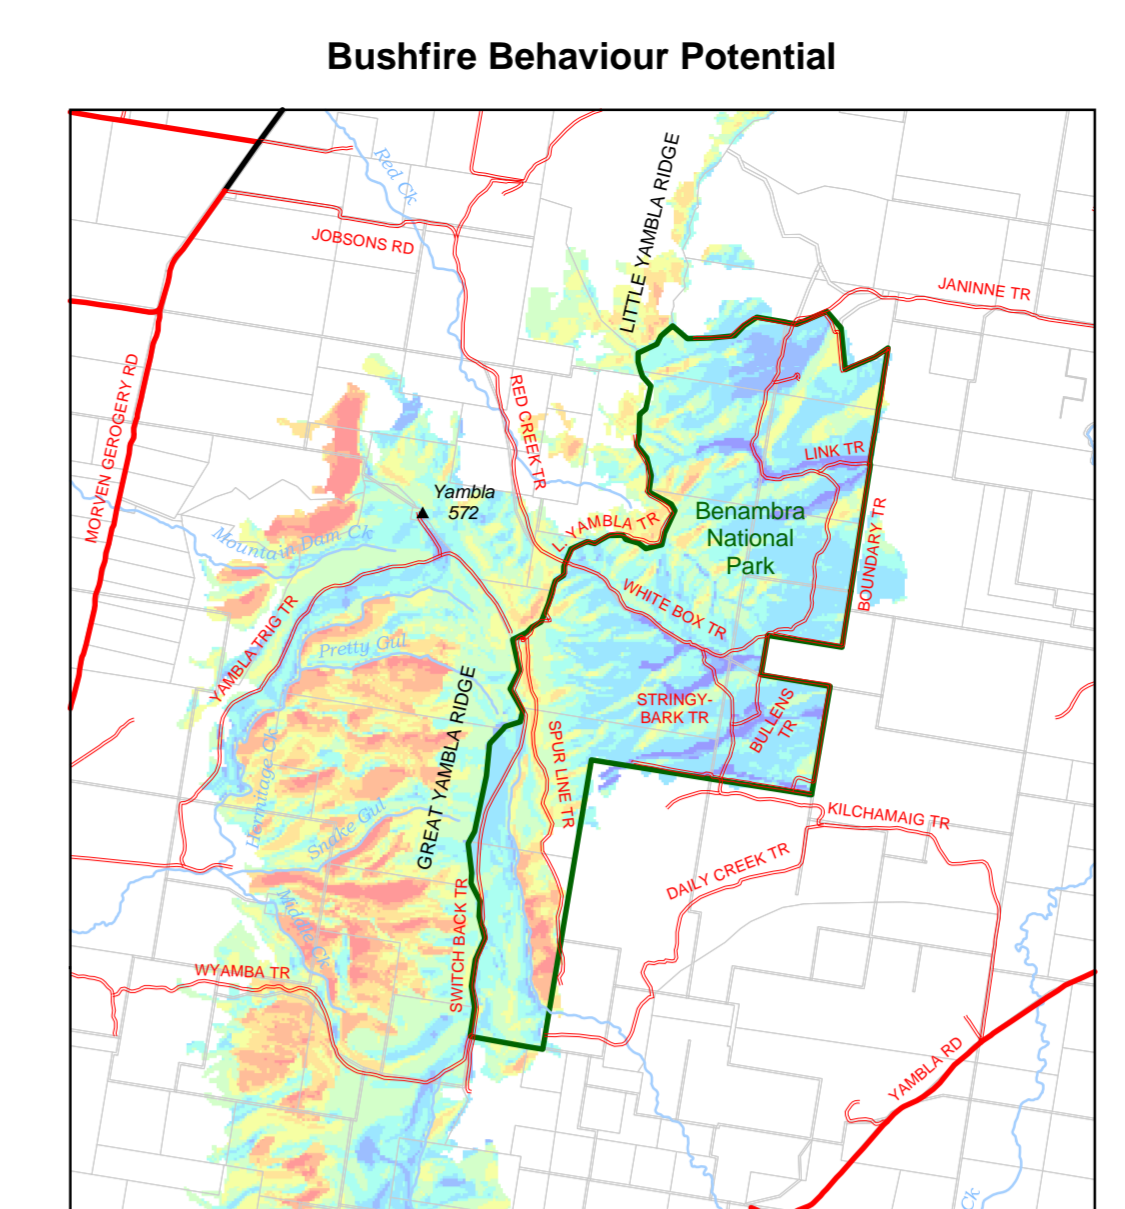 Bushfire Behaviour Potential
Red Ck
LITTLE YAMBLA RIDGE
JOBSONS RD
JANINNE TR
MORVEN GEROGERY RD
RED CREEK TR
LINK TR
Yambla
572
Benambra
National
Park
L. YAMBLA TR
Mountain Dam Ck
BOUNDARY TR
WHITE BOX TR
YAMBLA TRIG TR
Pretty Gul
GREAT YAMBLA RIDGE
STRINGY-
BARK TR
BULLENS
TR
SPUR LINE TR
Hermitage Ck
Snake Gul
KILCHAMAIG TR
DAILY CREEK TR
Middle Ck
SWITCH BACK TR
WYAMBA TR
YAMBLA RD
Ck